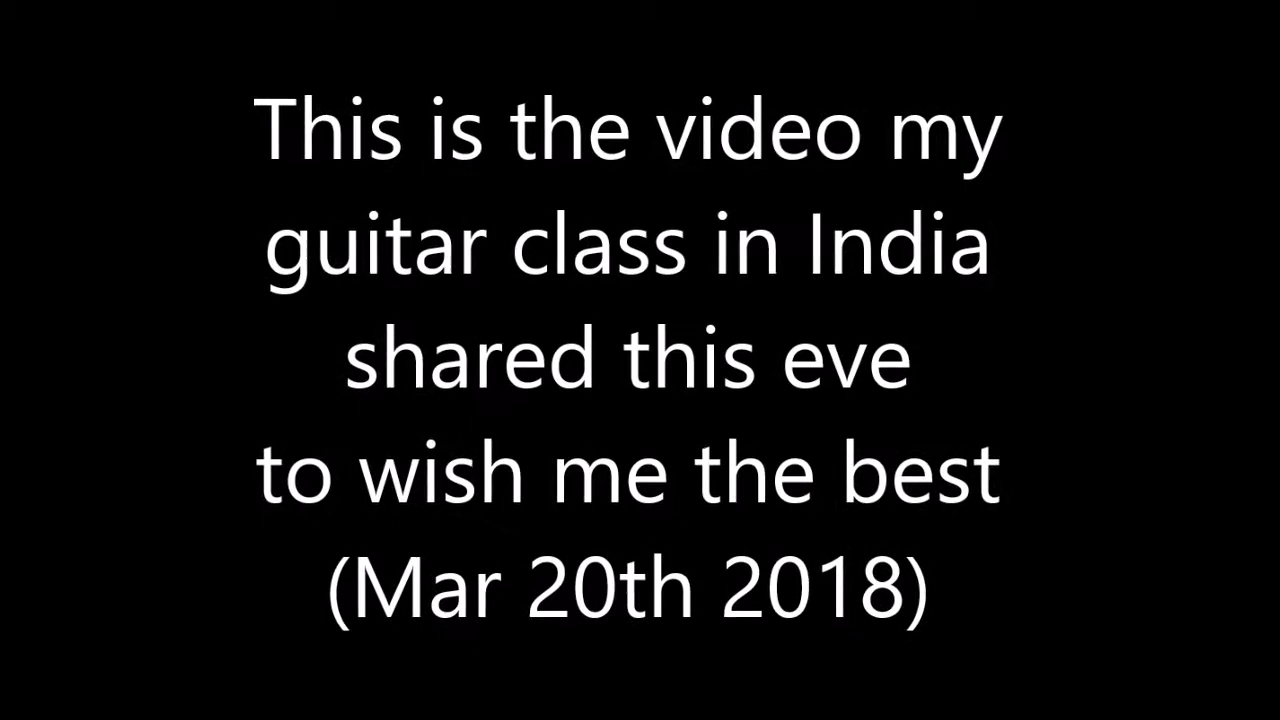 This is the video my
guitar class in India
shared this eve
to wish me the best
(Mar 20th 2018)